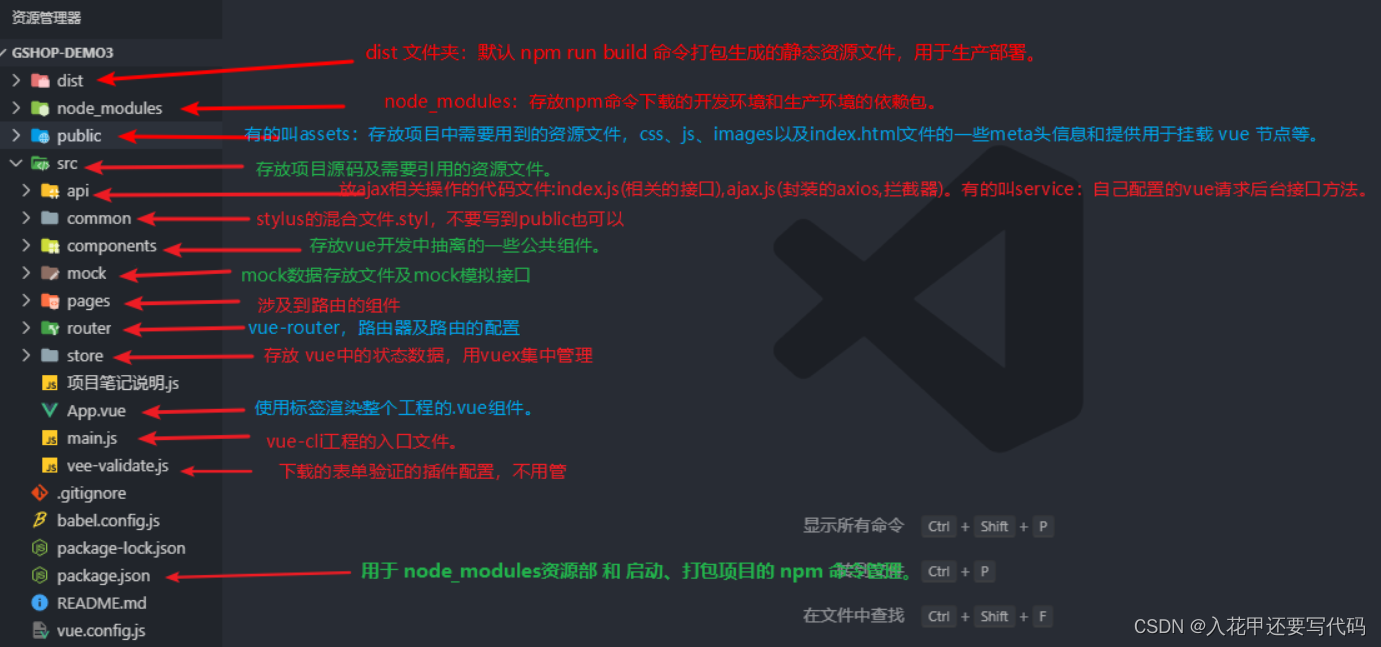 资源管理器
GSHOP-DEMO3
dist 文件夹：默认 npm run build 命令打包生成的静态资源文件，用于生产部署。
dist
node_modules
node_modules：存放npm命令下载的开发环境和生产环境的依赖包。
public
有的叫assets：存放项目中需要用到的资源文件，css、js、images以及index.html文件的一些meta头信息和提供用于挂载 vue 节点等。
src
存放项目源码及需要引用的资源文件。
api
放ajax相关操作的代码文件:index.js(相关的接口),ajax.js(封装的axios,拦截器)。有的叫service：自己配置的vue请求后台接口方法。
common
stylus的混合文件.styl，不要写到public也可以
components
存放vue开发中抽离的一些公共组件。
mock
mock数据存放文件及mock模拟接口
pages
涉及到路由的组件
router
vue-router，路由器及路由的配置
store
存放 vue中的状态数据，用vuex集中管理
项目笔记说明.js
App.vue
使用标签渲染整个工程的.vue组件。
main.js
vue-cli工程的入口文件。
vee-validate.js
下载的表单验证的插件配置，不用管
.gitignore
babel.config.js
显示所有命令 Ctrl + Shift + P
package-lock.json
package.json
用于 node_modules资源部 和 启动、打包项目的 npm 命令管理。
Ctrl + P
README.md
在文件中查找 Ctrl + Shift + F
vue.config.js
CSDN @入花甲还要写代码